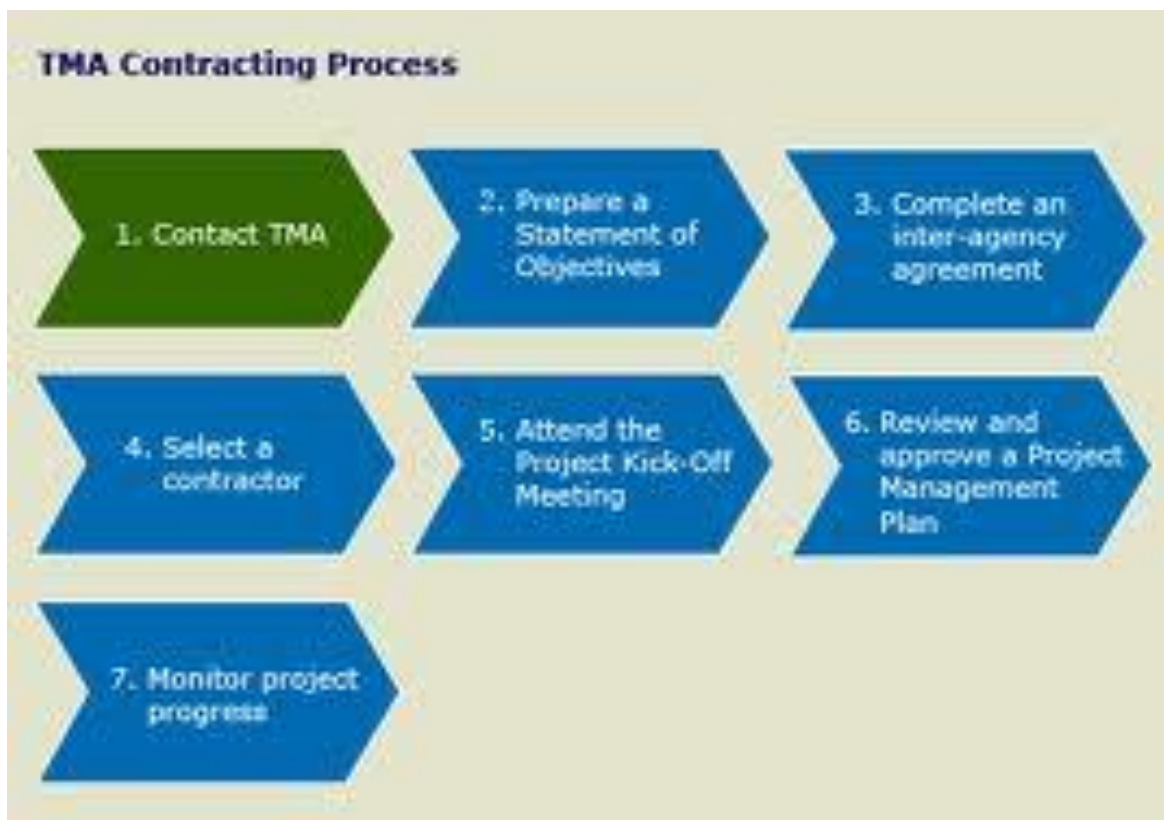 TMA Contracting Process
1. Contact TMA
2. Prepare a
Statement of
Objectives
3. Complete an
inter-agency
agreement
4. Select a
contractor
5. Attend the
Project Kick-Off
Meeting
6. Review and
approve a Project
Management
Plan
7. Monitor project
progress